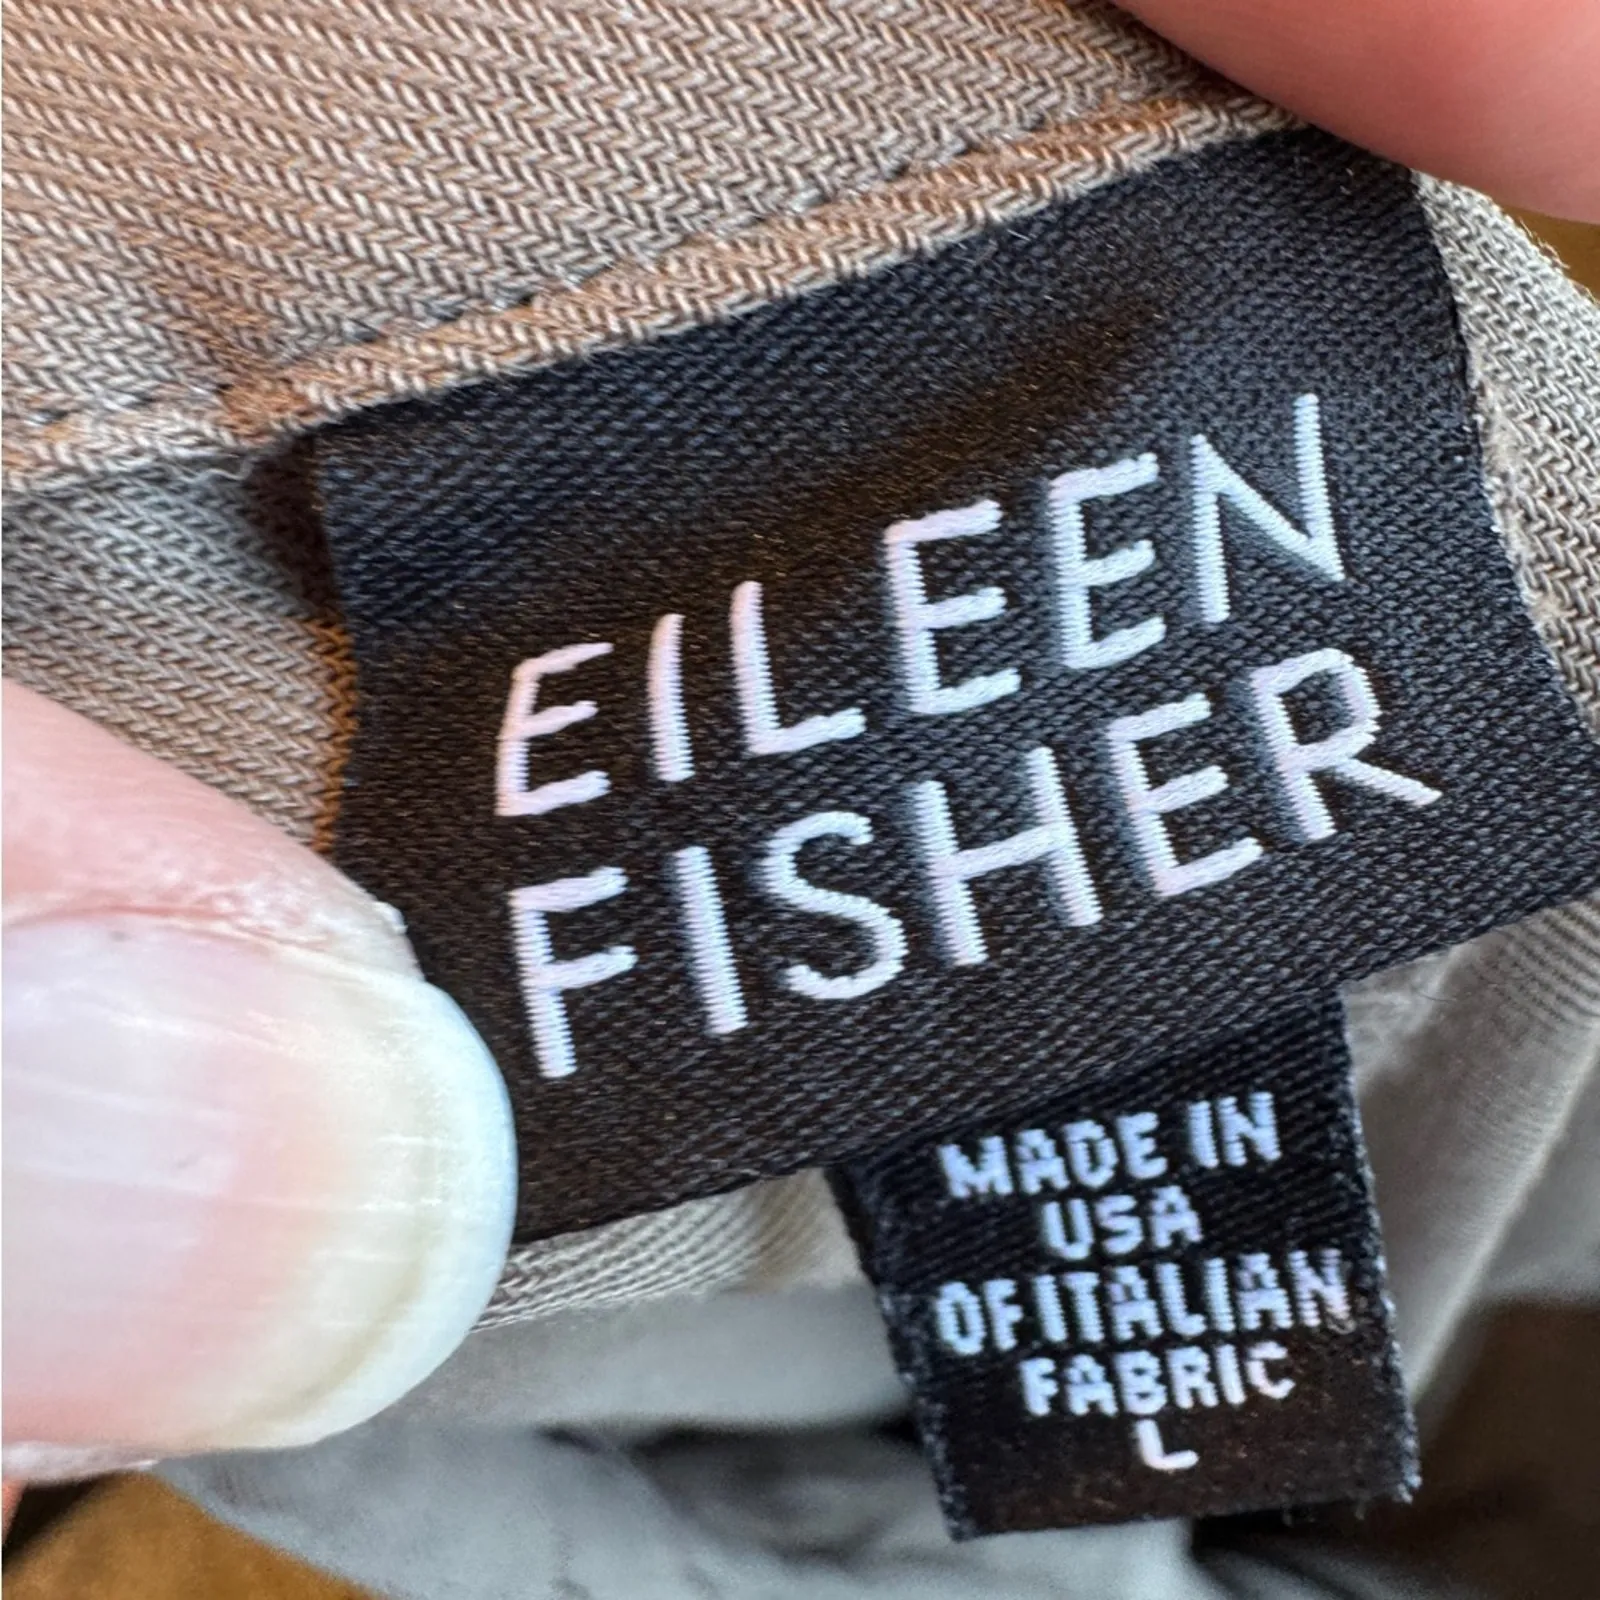 EILEEN
FISHER
MADE IN
USA
OF ITALIAN
FABRIC
L